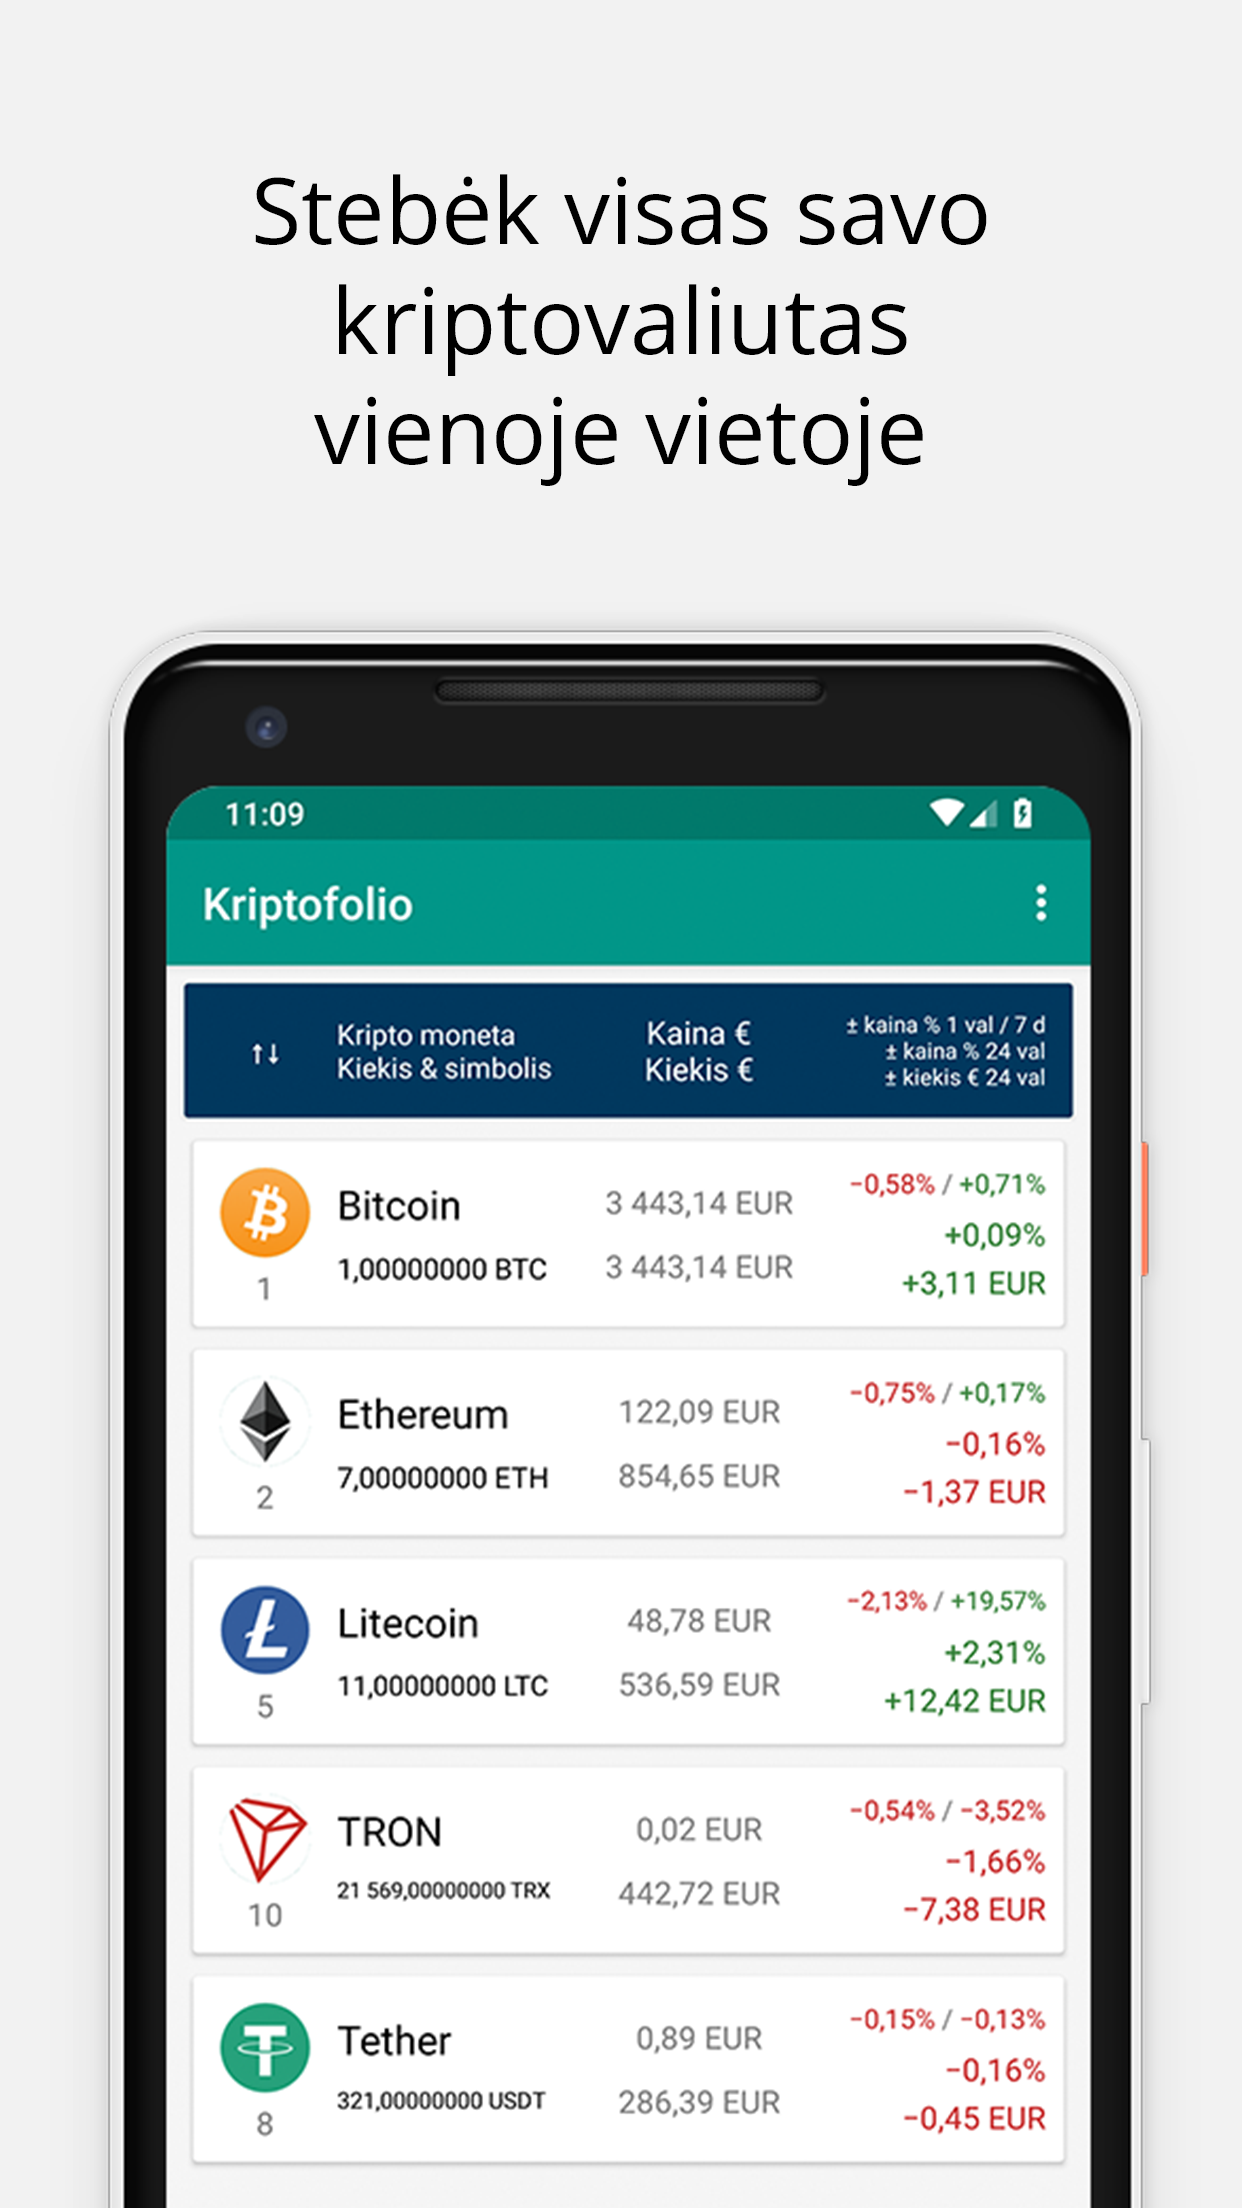 Stebėk visas savo
kriptovaliutas
vienoje vietoje
11:09
Kriptofolio
Kripto moneta
Kiekis & simbolis
Kaina €
Kiekis €
± kaina % 1 val / 7 d
± kaina % 24 val
± kiekis € 24 val
Bitcoin
1
1,00000000 BTC
3 443,14 EUR
3 443,14 EUR
−0,58% / +0,71%
+0,09%
+3,11 EUR
Ethereum
2
7,00000000 ETH
122,09 EUR
854,65 EUR
−0,75% / +0,17%
−0,16%
−1,37 EUR
Litecoin
5
11,00000000 LTC
48,78 EUR
536,59 EUR
−2,13% / +19,57%
+2,31%
+12,42 EUR
TRON
10
21 569,00000000 TRX
0,02 EUR
442,72 EUR
−0,54% / −3,52%
−1,66%
−7,38 EUR
Tether
8
321,00000000 USDT
0,89 EUR
286,39 EUR
−0,15% / −0,13%
−0,16%
−0,45 EUR